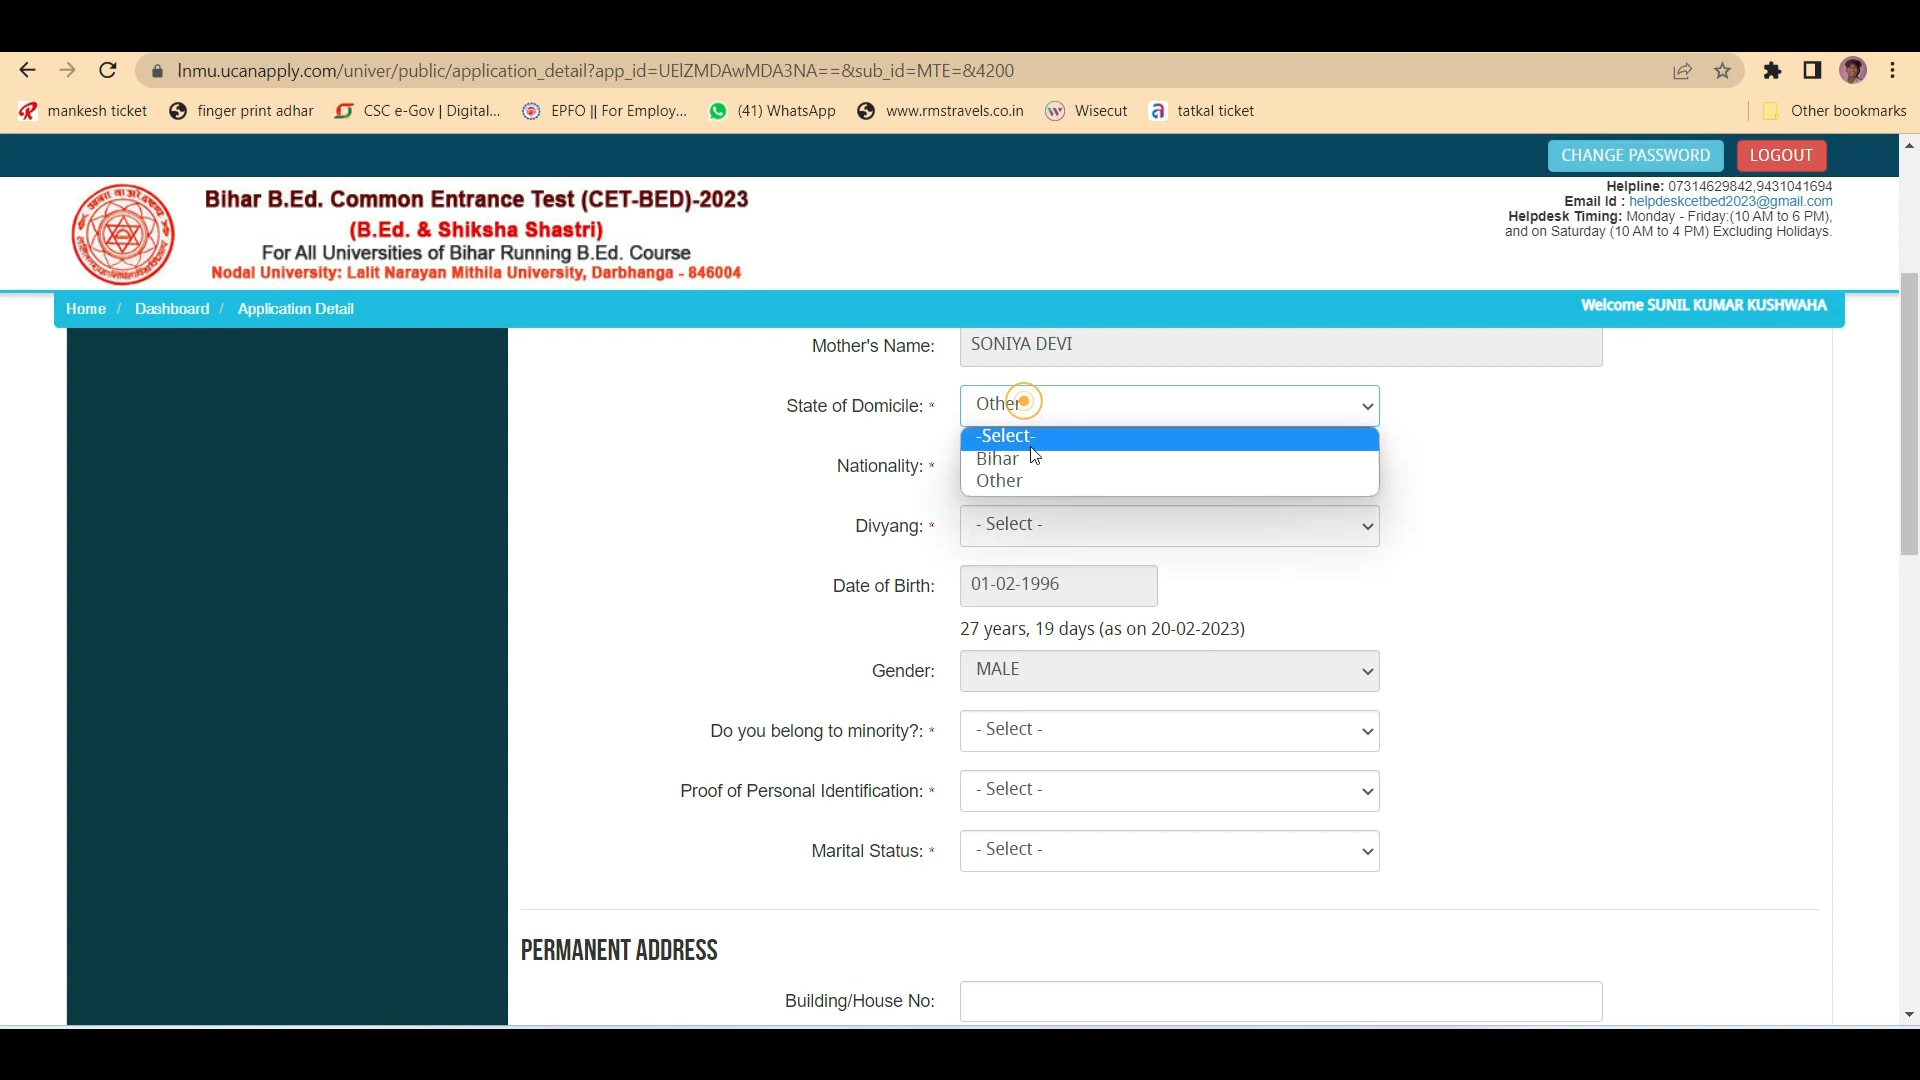 lnmu.ucanapply.com/univer/public/application_detail?app_id=UElZMDAwMDA3NA==&sub_id=MTE=&4200
mankesh ticket
finger print adhar
CSC e-Gov | Digital...
EPFO || For Employ...
(41) WhatsApp
www.rmstravels.co.in
Wisecut
tatkal ticket
Other bookmarks
CHANGE PASSWORD
LOGOUT
Bihar B.Ed. Common Entrance Test (CET-BED)-2023
(B.Ed. & Shiksha Shastri)
For All Universities of Bihar Running B.Ed. Course
Nodal University: Lalit Narayan Mithila University, Darbhanga - 846004
Helpline: 07314629842,9431041694
Email Id : helpdeskcetbed2023@gmail.com
Helpdesk Timing: Monday - Friday:(10 AM to 6 PM),
and on Saturday (10 AM to 4 PM) Excluding Holidays.
Home / Dashboard / Application Detail
Welcome SUNIL KUMAR KUSHWAHA
Mother's Name: SONIYA DEVI
State of Domicile: * Other
-Select-
Bihar
Other
Nationality: *
Divyang: * - Select -
Date of Birth: 01-02-1996
27 years, 19 days (as on 20-02-2023)
Gender: MALE
Do you belong to minority?: * - Select -
Proof of Personal Identification: * - Select -
Marital Status: * - Select -
PERMANENT ADDRESS
Building/House No: